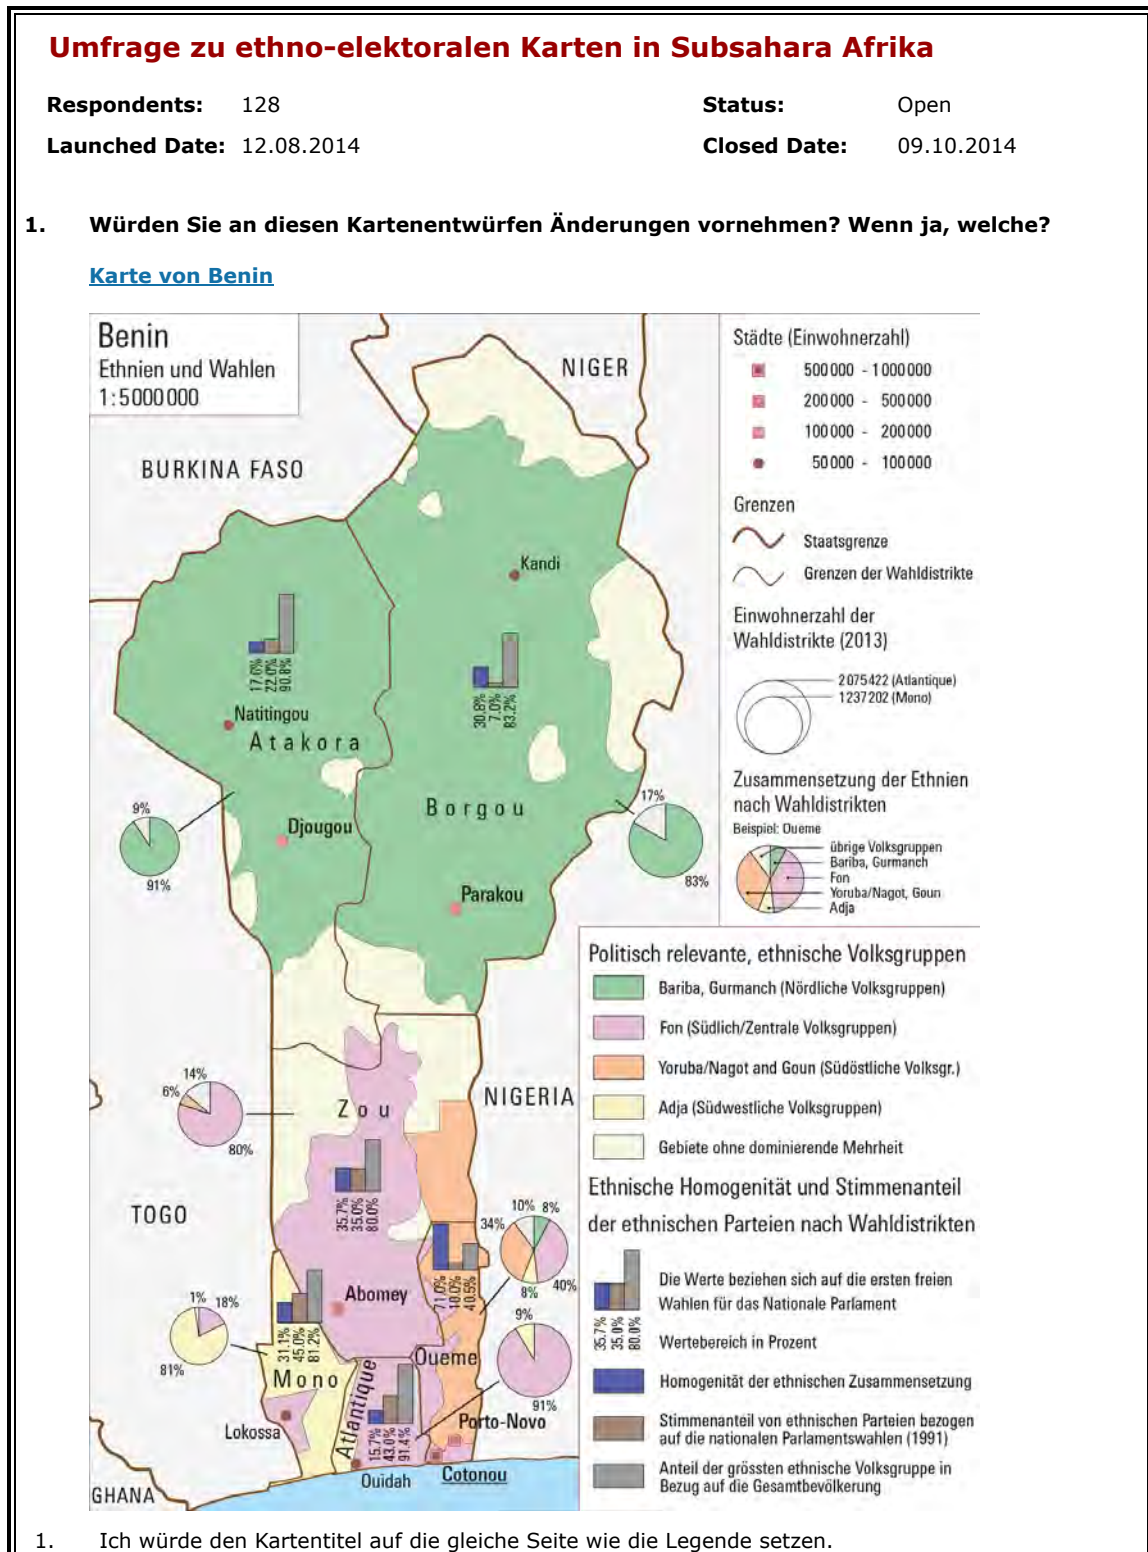 Umfrage zu ethno-elektoralen Karten in Subsahara Afrika
Respondents: 128 Status: Open
Launched Date: 12.08.2014 Closed Date: 09.10.2014
1. Würden Sie an diesen Kartenentwürfen Änderungen vornehmen? Wenn ja, welche?
Karte von Benin
Benin
Ethnien und Wahlen
1:5000000
NIGER
BURKINA FASO
Kandi
17.6%
22.0%
90.8%
30.8%
7.0%
83.2%
Natitingou
Atakora
Borgou
9%
91%
Djougou
17%
83%
Parakou
14%
6%
80%
Zou
NIGERIA
35.7%
35.0%
80.0%
TOGO
10% 8%
34%
40%
8%
71.0%
10.0%
40.5%
Abomey
1% 18%
81%
31.1%
45.0%
81.2%
9%
91%
Mono
Oueme
Atlantique
15.7%
43.0%
91.4%
Lokossa
Porto-Novo
Ouidah
Cotonou
GHANA
Städte (Einwohnerzahl)
500000 - 1000000
200000 - 500000
100000 - 200000
50000 - 100000
Grenzen
Staatsgrenze
Grenzen der Wahldistrikte
Einwohnerzahl der
Wahldistrikte (2013)
2075422 (Atlantique)
1237202 (Mono)
Zusammensetzung der Ethnien
nach Wahldistrikten
Beispiel: Oueme
übrige Volksgruppen
Bariba, Gurmanch
Fon
Yoruba/Nagot, Goun
Adja
Politisch relevante, ethnische Volksgruppen
Bariba, Gurmanch (Nördliche Volksgruppen)
Fon (Südlich/Zentrale Volksgruppen)
Yoruba/Nagot and Goun (Südöstliche Volksgr.)
Adja (Südwestliche Volksgruppen)
Gebiete ohne dominierende Mehrheit
Ethnische Homogenität und Stimmenanteil
der ethnischen Parteien nach Wahldistrikten
35.7%
35.0%
80.0%
Die Werte beziehen sich auf die ersten freien
Wahlen für das Nationale Parlament
Wertebereich in Prozent
Homogenität der ethnischen Zusammensetzung
Stimmenanteil von ethnischen Parteien bezogen
auf die nationalen Parlamentswahlen (1991)
Anteil der grössten ethnische Volksgruppe in
Bezug auf die Gesamtbevölkerung
1. Ich würde den Kartentitel auf die gleiche Seite wie die Legende setzen.